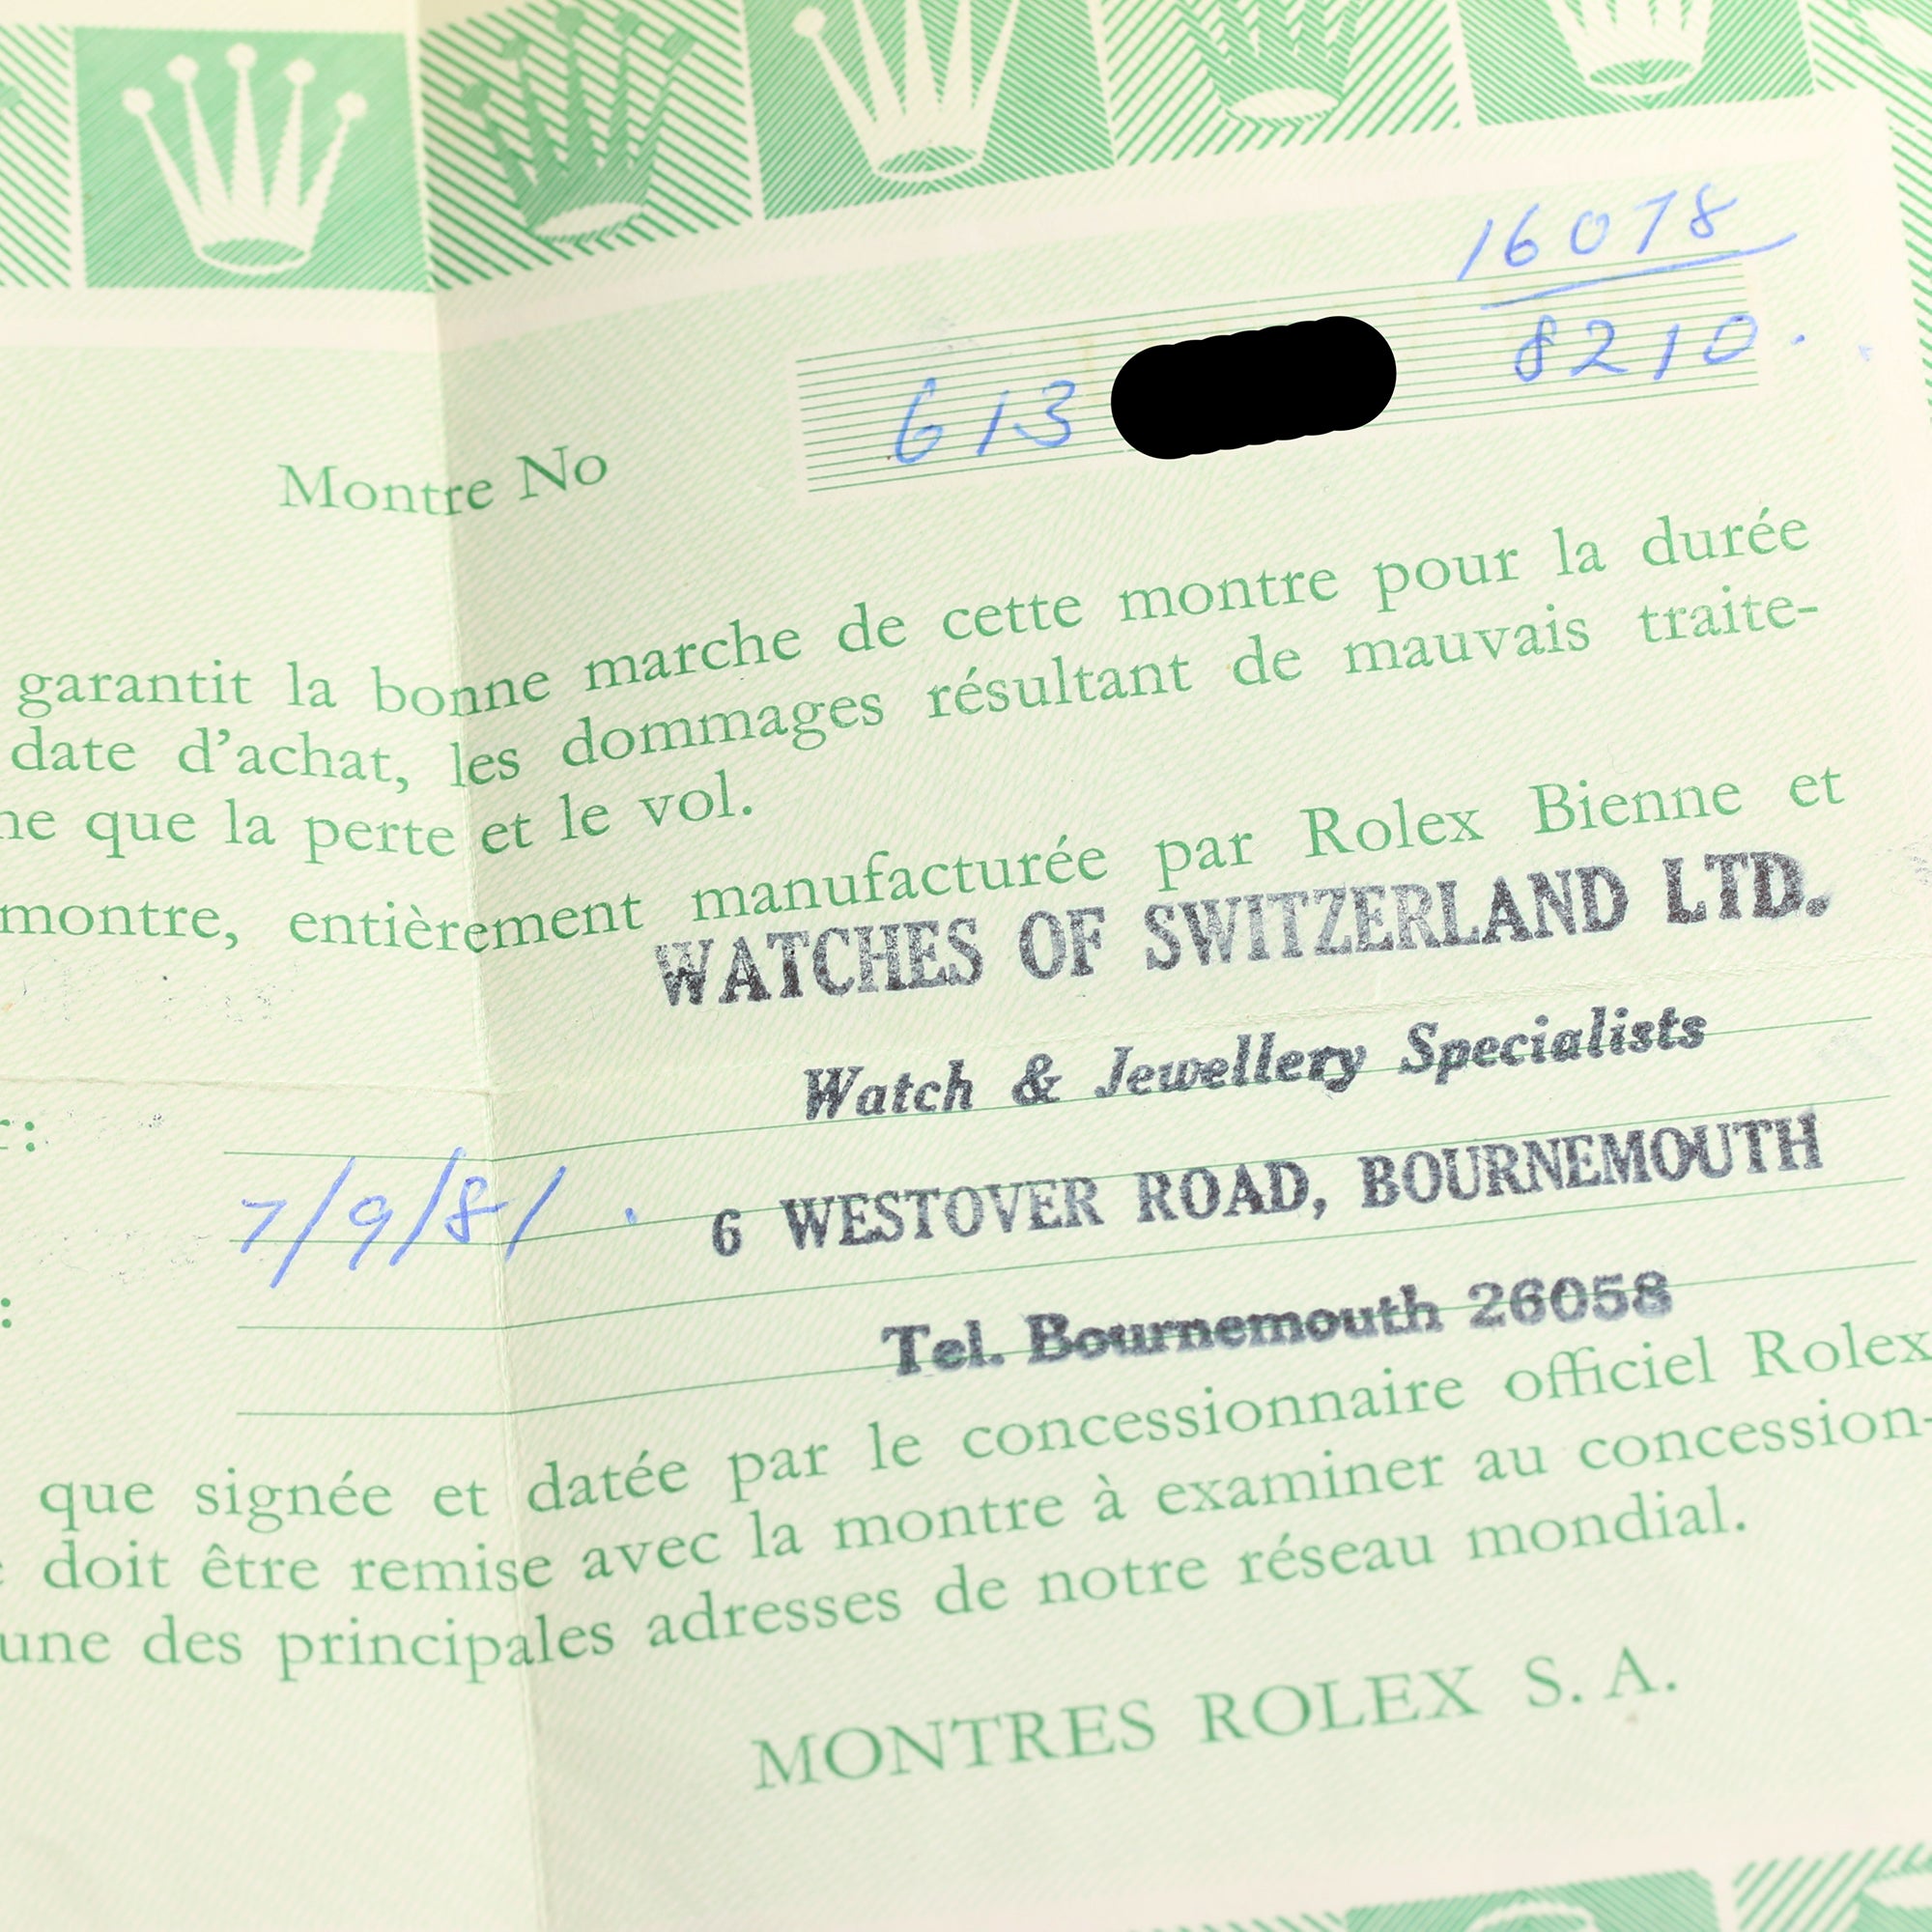 16078
613 8210.
Montre No
garantit la bonne marche de cette montre pour la durée
date d'achat, les dommages résultant de mauvais traite-
que la perte et le vol.
montre, entièrement manufacturée par Rolex Bienne et
WATCHES OF SWITZERLAND LTD.
Watch & Jewellery Specialists
7/9/81.
6 WESTOVER ROAD, BOURNEMOUTH
Tel. Bournemouth 26058
que signée et datée par le concessionnaire officiel Rolex
doit être remise avec la montre à examiner au concession-
une des principales adresses de notre réseau mondial.
MONTRES ROLEX S.A.